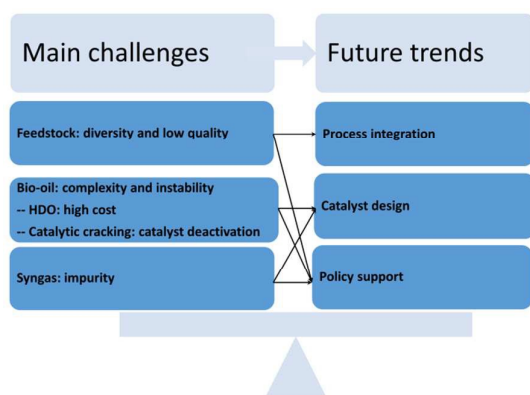 Main challenges
Future trends
Feedstock: diversity and low quality
Process integration
Bio-oil: complexity and instability
-- HDO: high cost
-- Catalytic cracking: catalyst deactivation
Catalyst design
Syngas: impurity
Policy support